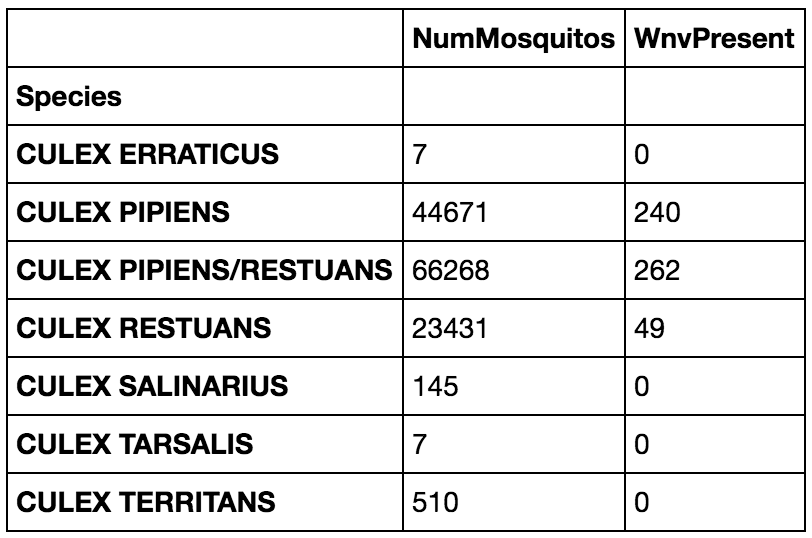 NumMosquitos WnvPresent
Species
CULEX ERRATICUS 7 0
CULEX PIPIENS 44671 240
CULEX PIPIENS/RESTUANS 66268 262
CULEX RESTUANS 23431 49
CULEX SALINARIUS 145 0
CULEX TARSALIS 7 0
CULEX TERRITANS 510 0